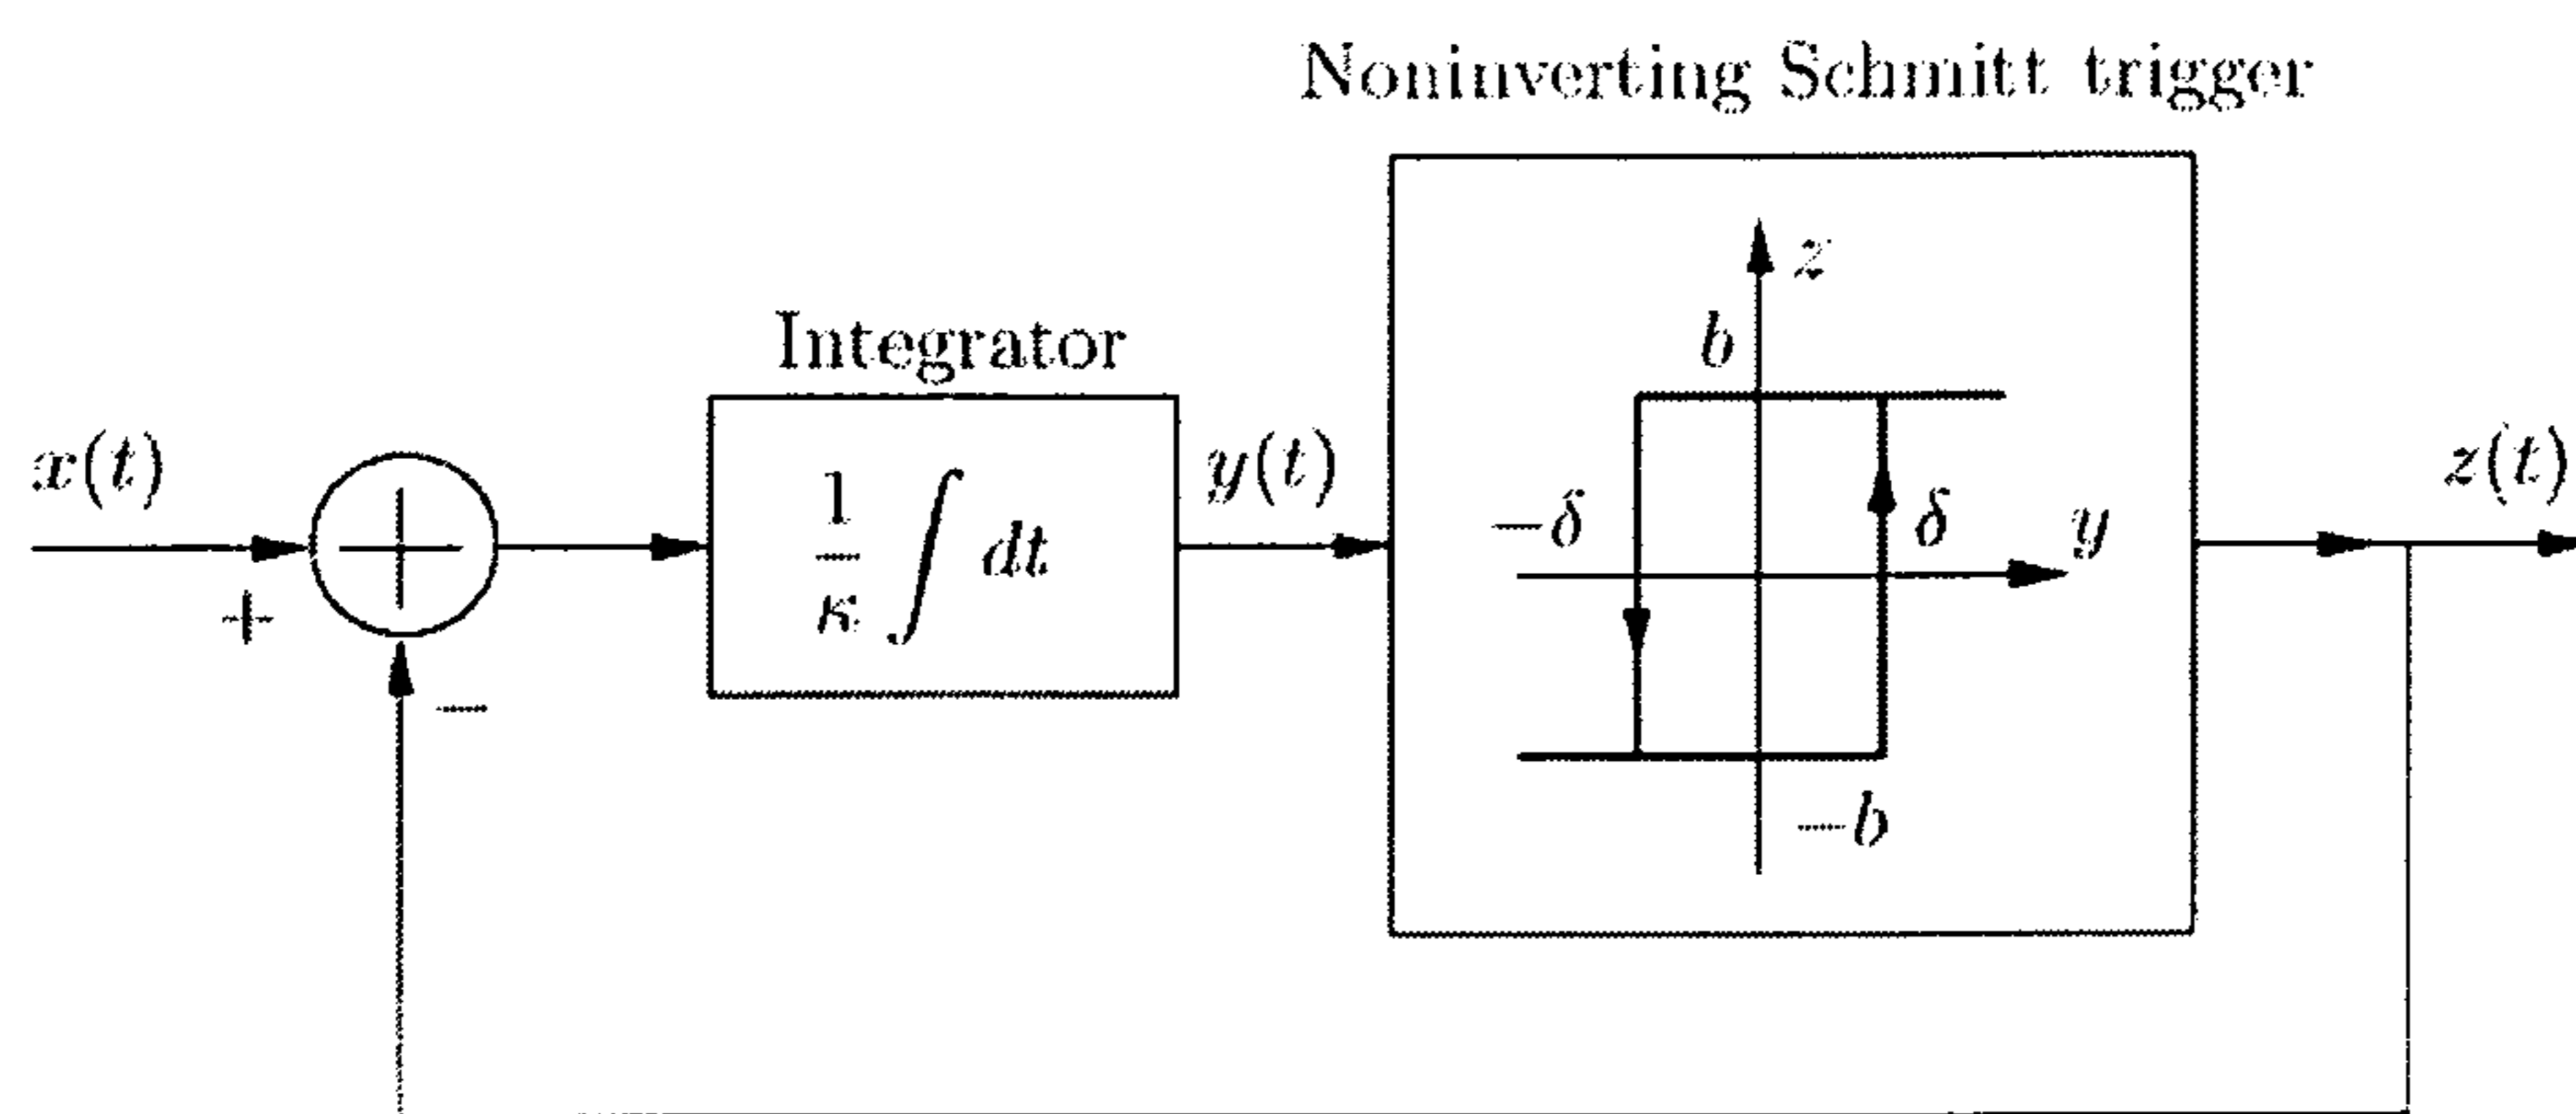 Noninverting Schmitt trigger
z
b
Integrator
x(t)
y(t)
z(t)
1/κ ∫ dt
−δ
δ
y
+
−
−b